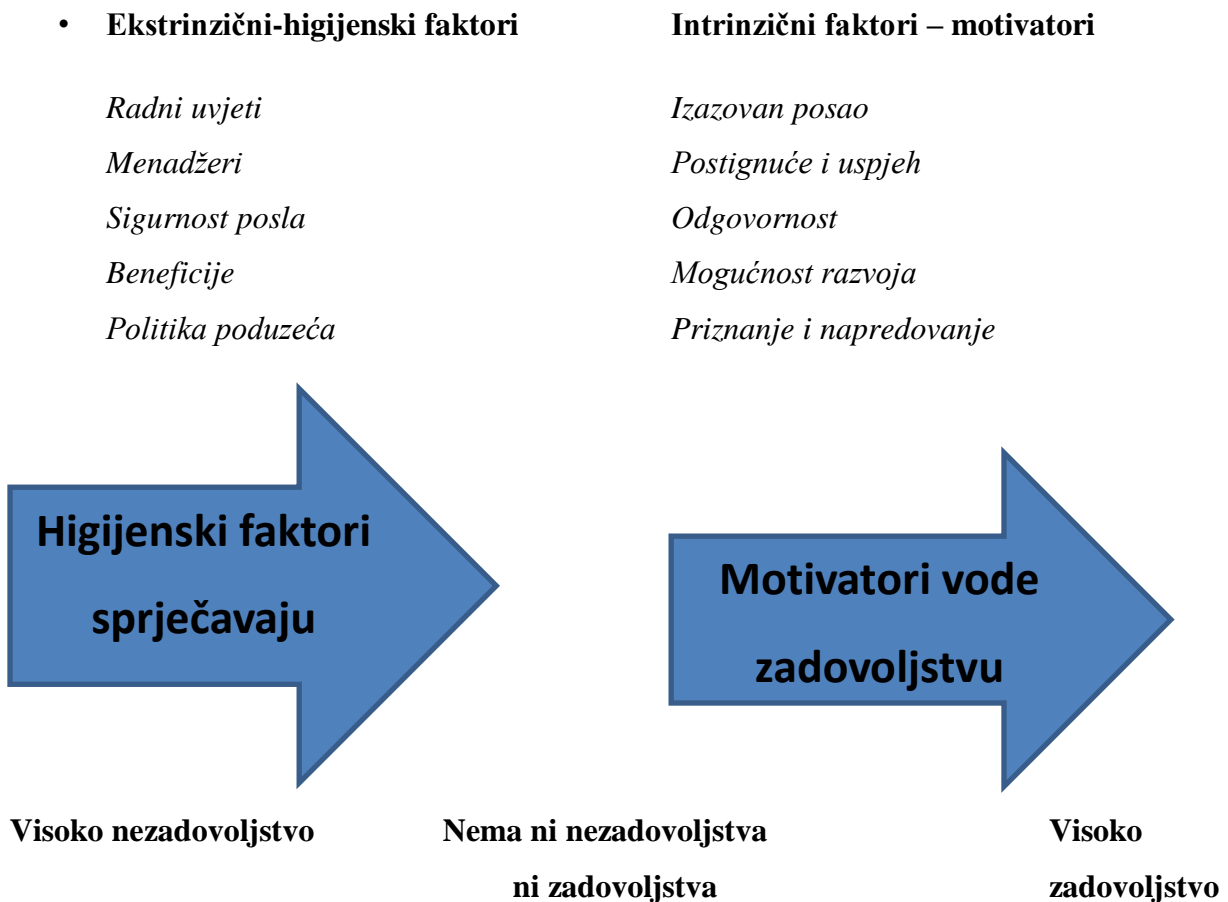 • Ekstrinzični-higijenski faktori
Radni uvjeti
Menadžeri
Sigurnost posla
Beneficije
Politika poduzeća
Intrinzični faktori – motivatori
Izazovan posao
Postignuće i uspjeh
Odgovornost
Mogućnost razvoja
Priznanje i napredovanje
Higijenski faktori
sprječavaju
Motivatori vode
zadovoljstvu
Visoko nezadovoljstvo
Nema ni nezadovoljstva
ni zadovoljstva
Visoko
zadovoljstvo